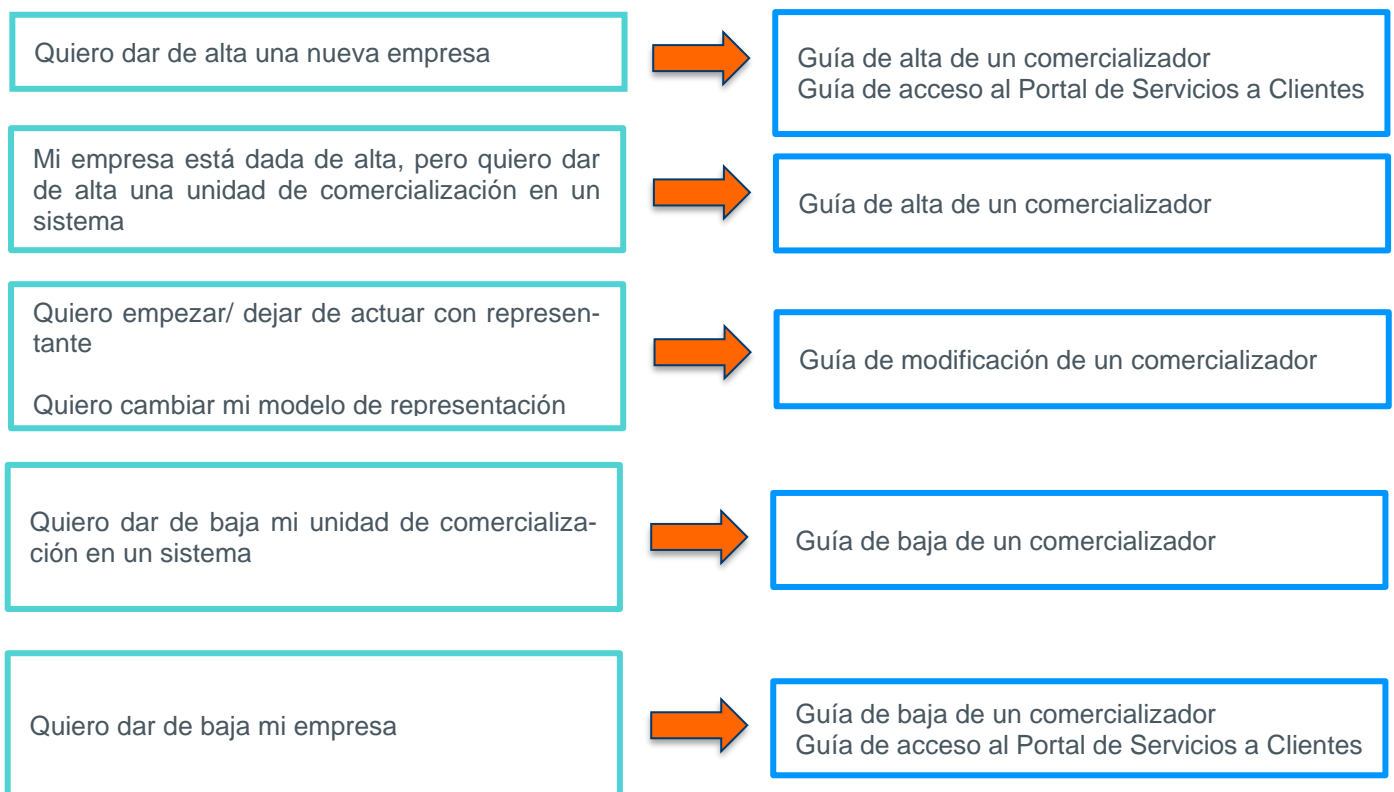 Quiero dar de alta una nueva empresa
Guía de alta de un comercializador
Guía de acceso al Portal de Servicios a Clientes
Mi empresa está dada de alta, pero quiero dar
de alta una unidad de comercialización en un
sistema
Guía de alta de un comercializador
Quiero empezar/ dejar de actuar con represen-
tante
Quiero cambiar mi modelo de representación
Guía de modificación de un comercializador
Quiero dar de baja mi unidad de comercializa-
ción en un sistema
Guía de baja de un comercializador
Quiero dar de baja mi empresa
Guía de baja de un comercializador
Guía de acceso al Portal de Servicios a Clientes